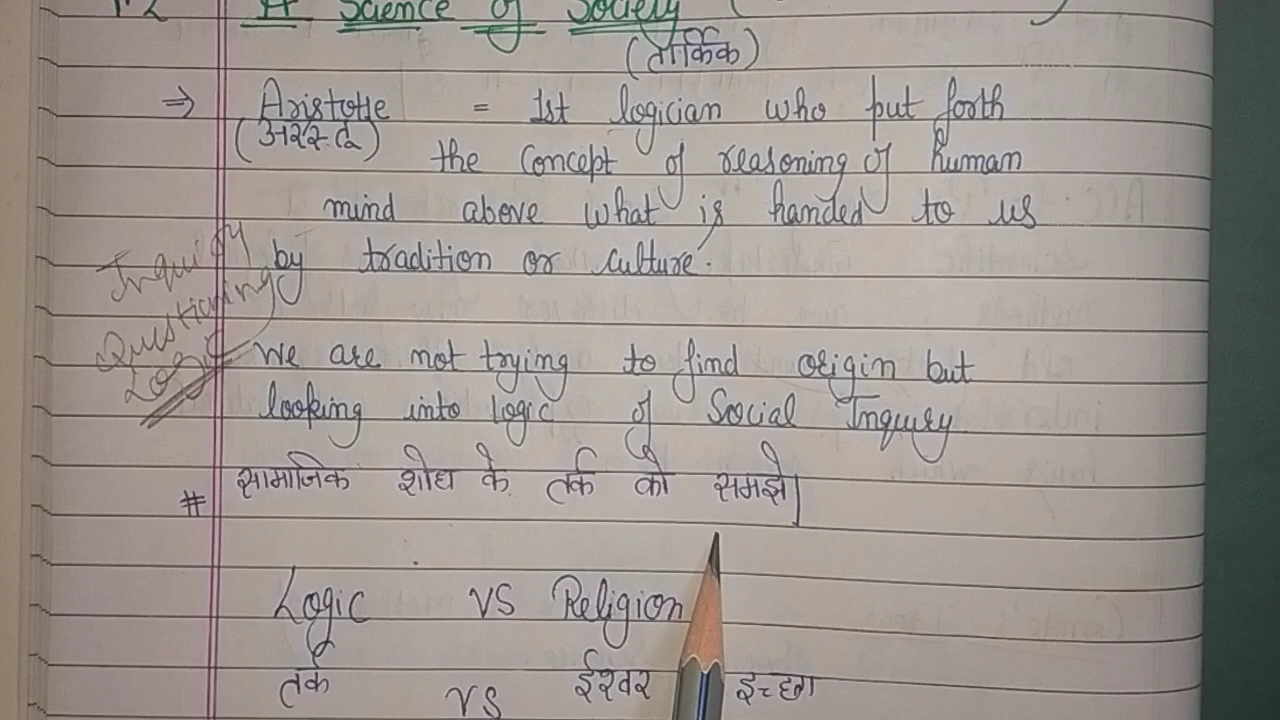 1.2 A Science of Society (
(तार्किक)
⇒ Aristotle = 1st logician who put forth
(अरस्तु) the concept of reasoning of human
mind above what is handed to us
by tradition or culture.
Inquiry
Questioning
Logic
We are not trying to find origin but
looking into logic of Social Inquiry
# सामाजिक शोध के तर्क को समझे।
Logic VS Religion
तर्क VS ईश्वर इच्छा